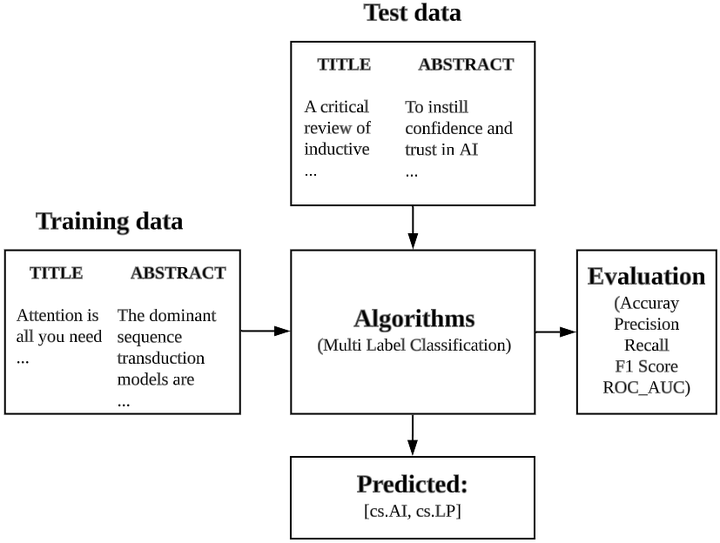 Test data
TITLE ABSTRACT
A critical To instill
review of confidence and
inductive trust in AI
... ...
Training data
TITLE ABSTRACT
Attention is The dominant
all you need sequence
... transduction
models are
...
Algorithms
(Multi Label Classification)
Evaluation
(Accuray
Precision
Recall
F1 Score
ROC_AUC)
Predicted:
[cs.AI, cs.LP]